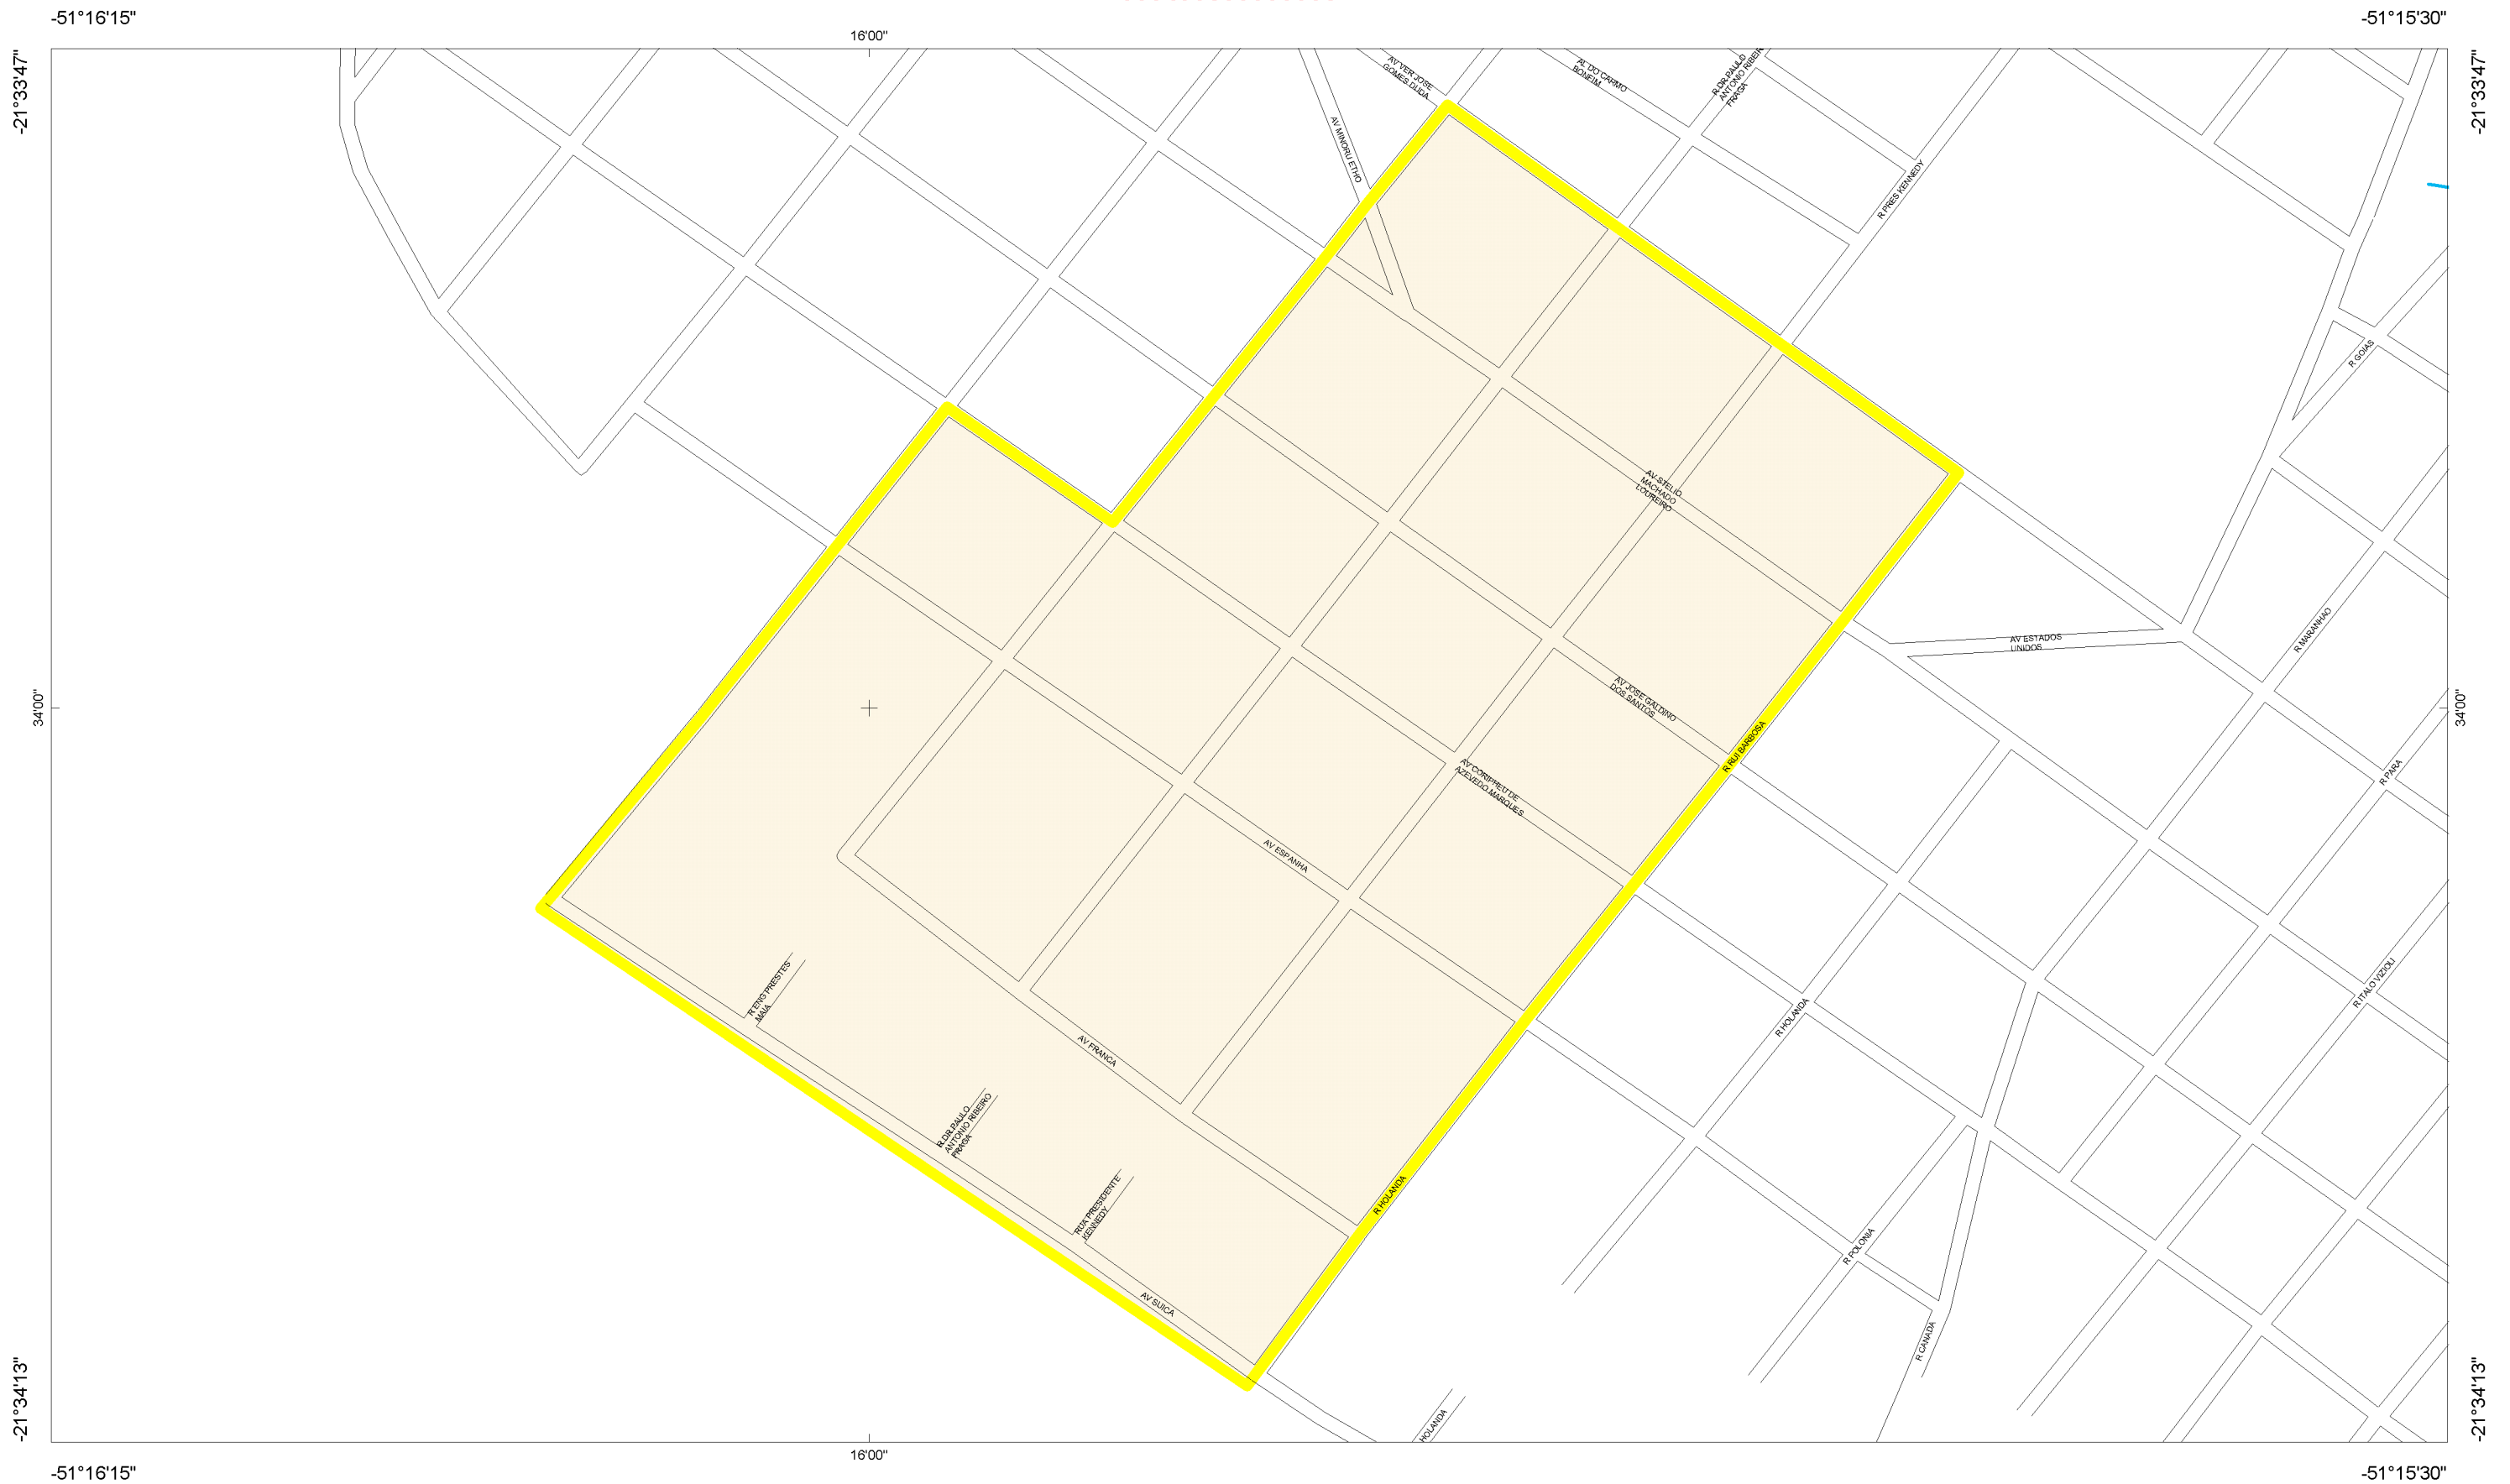 -51°16'15"
-51°15'30"
16'00"
-21°33'47"
-21°33'47"
AV VER JOSE
GOMES DUDA
AL DO CARMO
BONFIM
R DR PAULO
ANTONIO RIBEIR
FRAGA
AV MINORU ETHO
R PRES KENNEDY
R GOIAS
AV STELIO
MACHADO
LOUREIRO
R MARANHAO
AV ESTADOS
UNIDOS
34'00"
34'00"
AV JOSE GALDINO
DOS SANTOS
R RUI BARBOSA
R PARA
AV CORIPHEU DE
AZEVEDO MARQUES
AV ESPANHA
R ENG PRESTES
MAIA
R HOLANDA
R ITALO VIZIOLI
AV FRANCA
R DR PAULO
ANTONIO RIBEIRO
FRAGA
RUA PRESIDENTE
KENNEDY
R HOLANDA
R POLONIA
AV SUICA
R CANADA
HOLANDA
-21°34'13"
-21°34'13"
16'00"
-51°16'15"
-51°15'30"